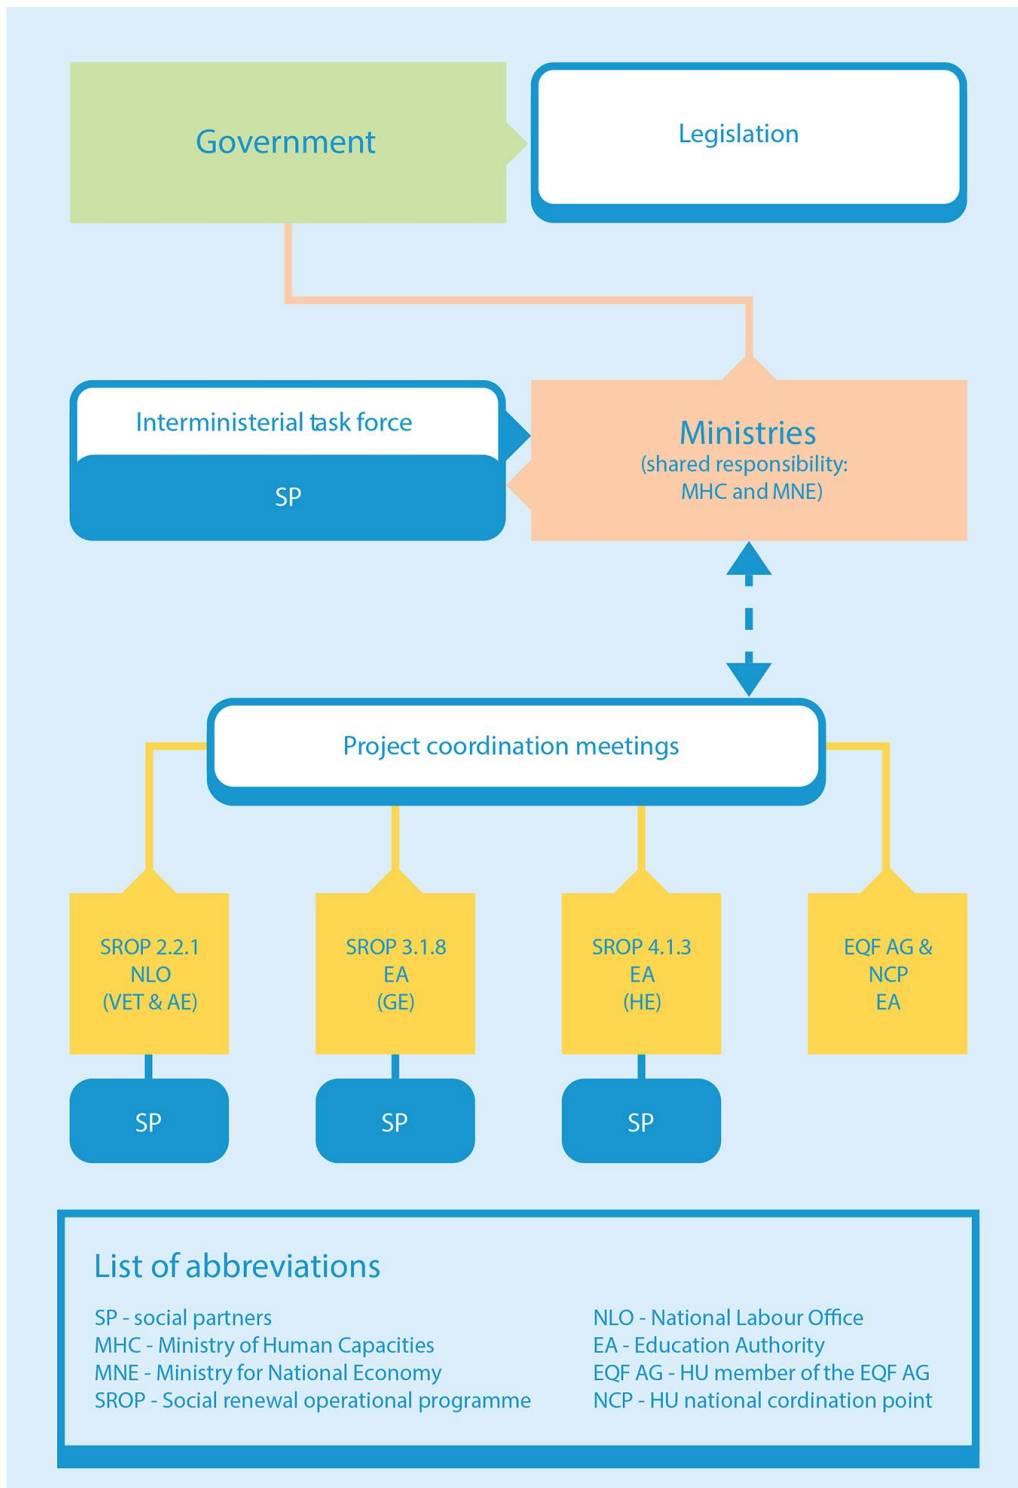 Government
Legislation
Interministerial task force
SP
Ministries
(shared responsibility:
MHC and MNE)
Project coordination meetings
SROP 2.2.1
NLO
(VET & AE)
SROP 3.1.8
EA
(GE)
SROP 4.1.3
EA
(HE)
EQF AG &
NCP
EA
SP
SP
SP
List of abbreviations
SP - social partners
MHC - Ministry of Human Capacities
MNE - Ministry for National Economy
SROP - Social renewal operational programme
NLO - National Labour Office
EA - Education Authority
EQF AG - HU member of the EQF AG
NCP - HU national cordination point